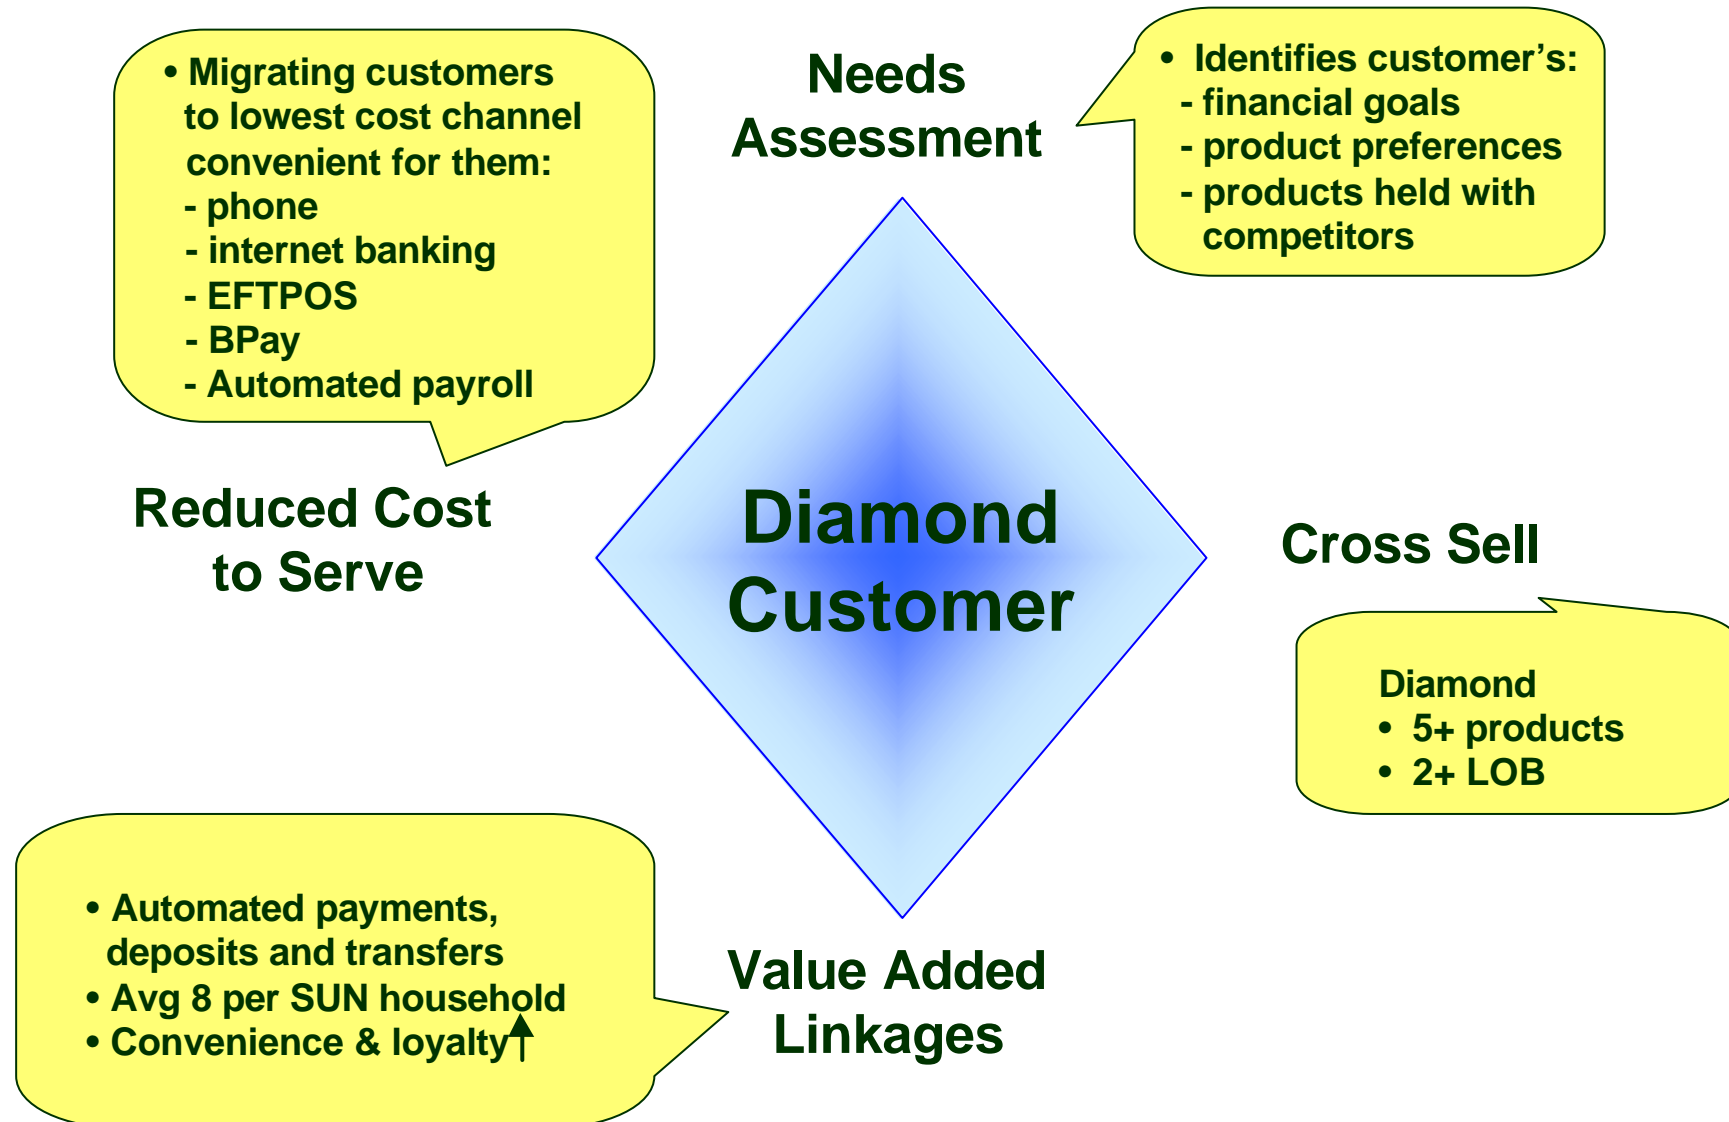 • Migrating customers
to lowest cost channel
convenient for them:
- phone
- internet banking
- EFTPOS
- BPay
- Automated payroll
Needs
Assessment
• Identifies customer’s:
- financial goals
- product preferences
- products held with
competitors
Reduced Cost
to Serve
Diamond
Customer
Cross Sell
Diamond
• 5+ products
• 2+ LOB
• Automated payments,
deposits and transfers
• Avg 8 per SUN household
• Convenience & loyalty
Value Added
Linkages